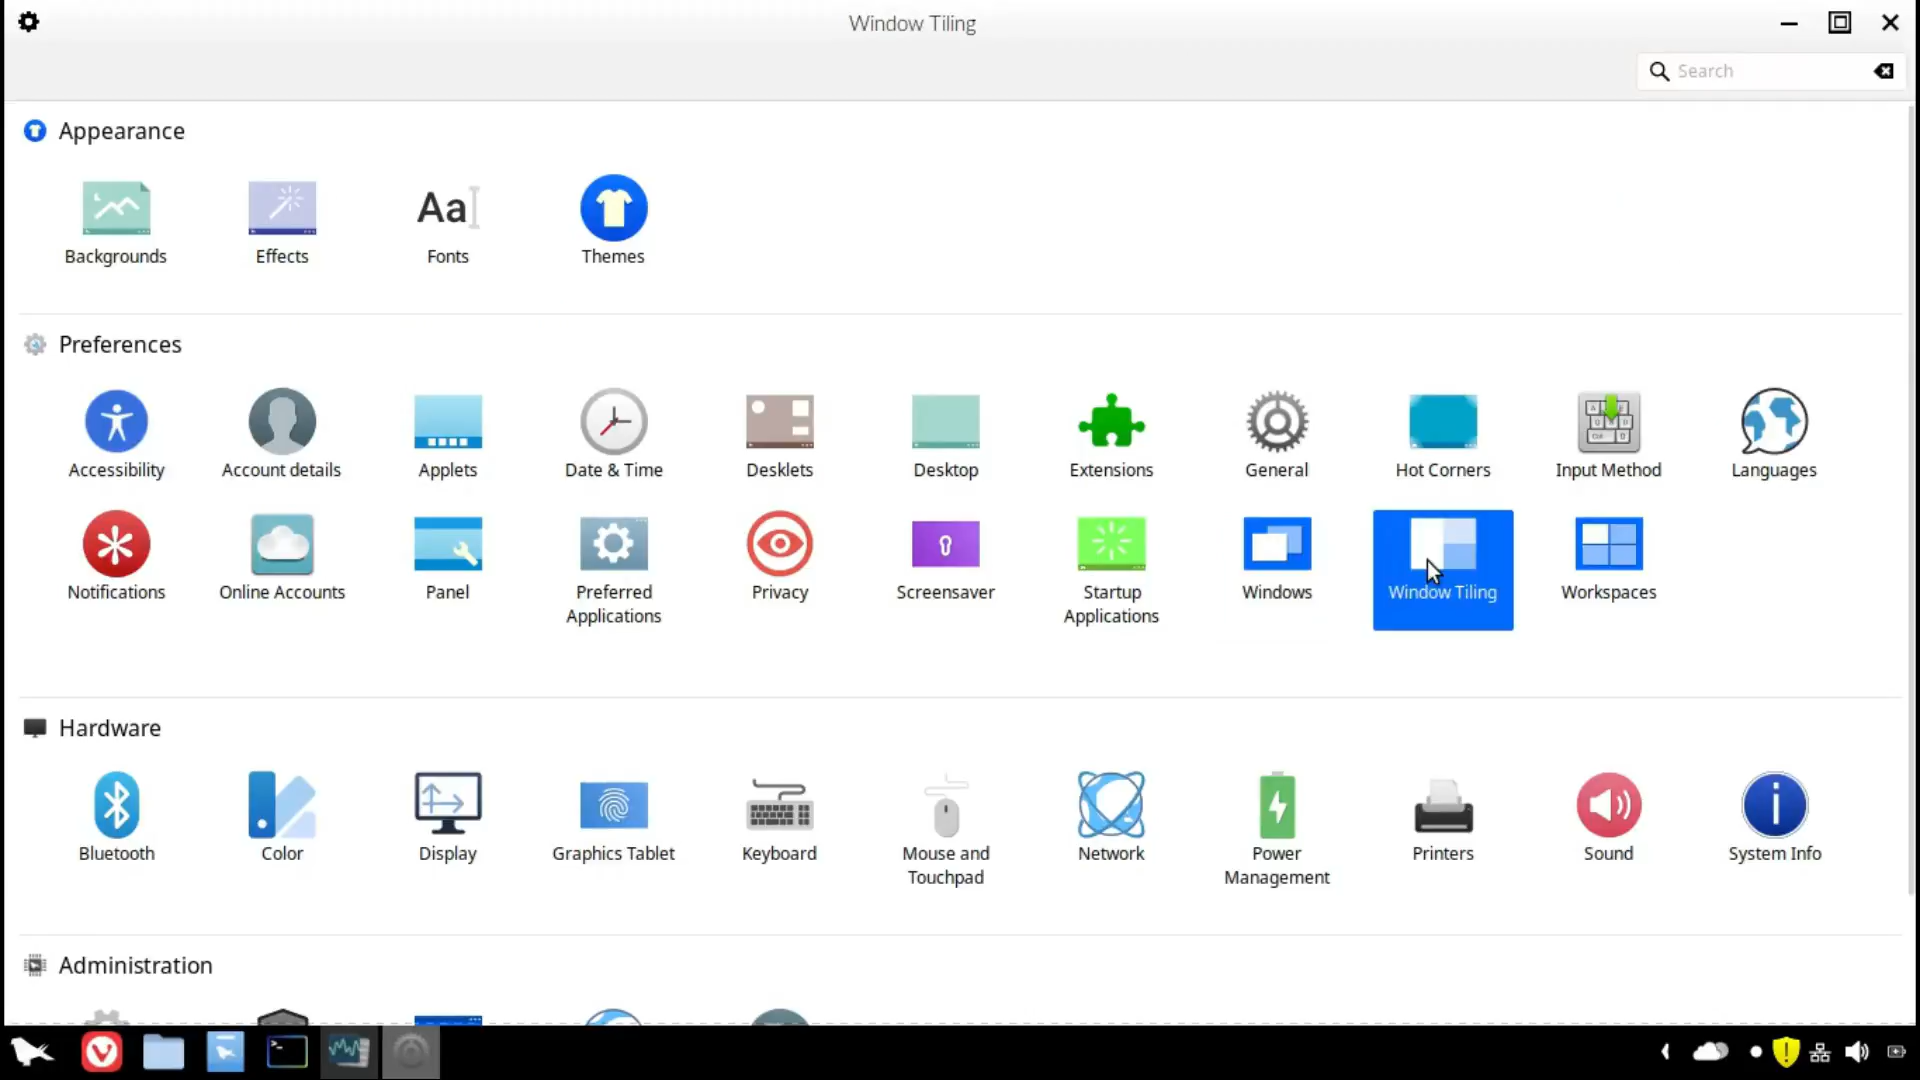 Window Tiling
Search
Appearance
Backgrounds
Effects
Aa
Fonts
Themes
Preferences
Accessibility
Account details
Applets
Date & Time
Desklets
Desktop
Extensions
General
Hot Corners
Input Method
Languages
Notifications
Online Accounts
Panel
Preferred
Applications
Privacy
Screensaver
Startup
Applications
Windows
Window Tiling
Workspaces
Hardware
Bluetooth
Color
Display
Graphics Tablet
Keyboard
Mouse and
Touchpad
Network
Power
Management
Printers
Sound
System Info
Administration